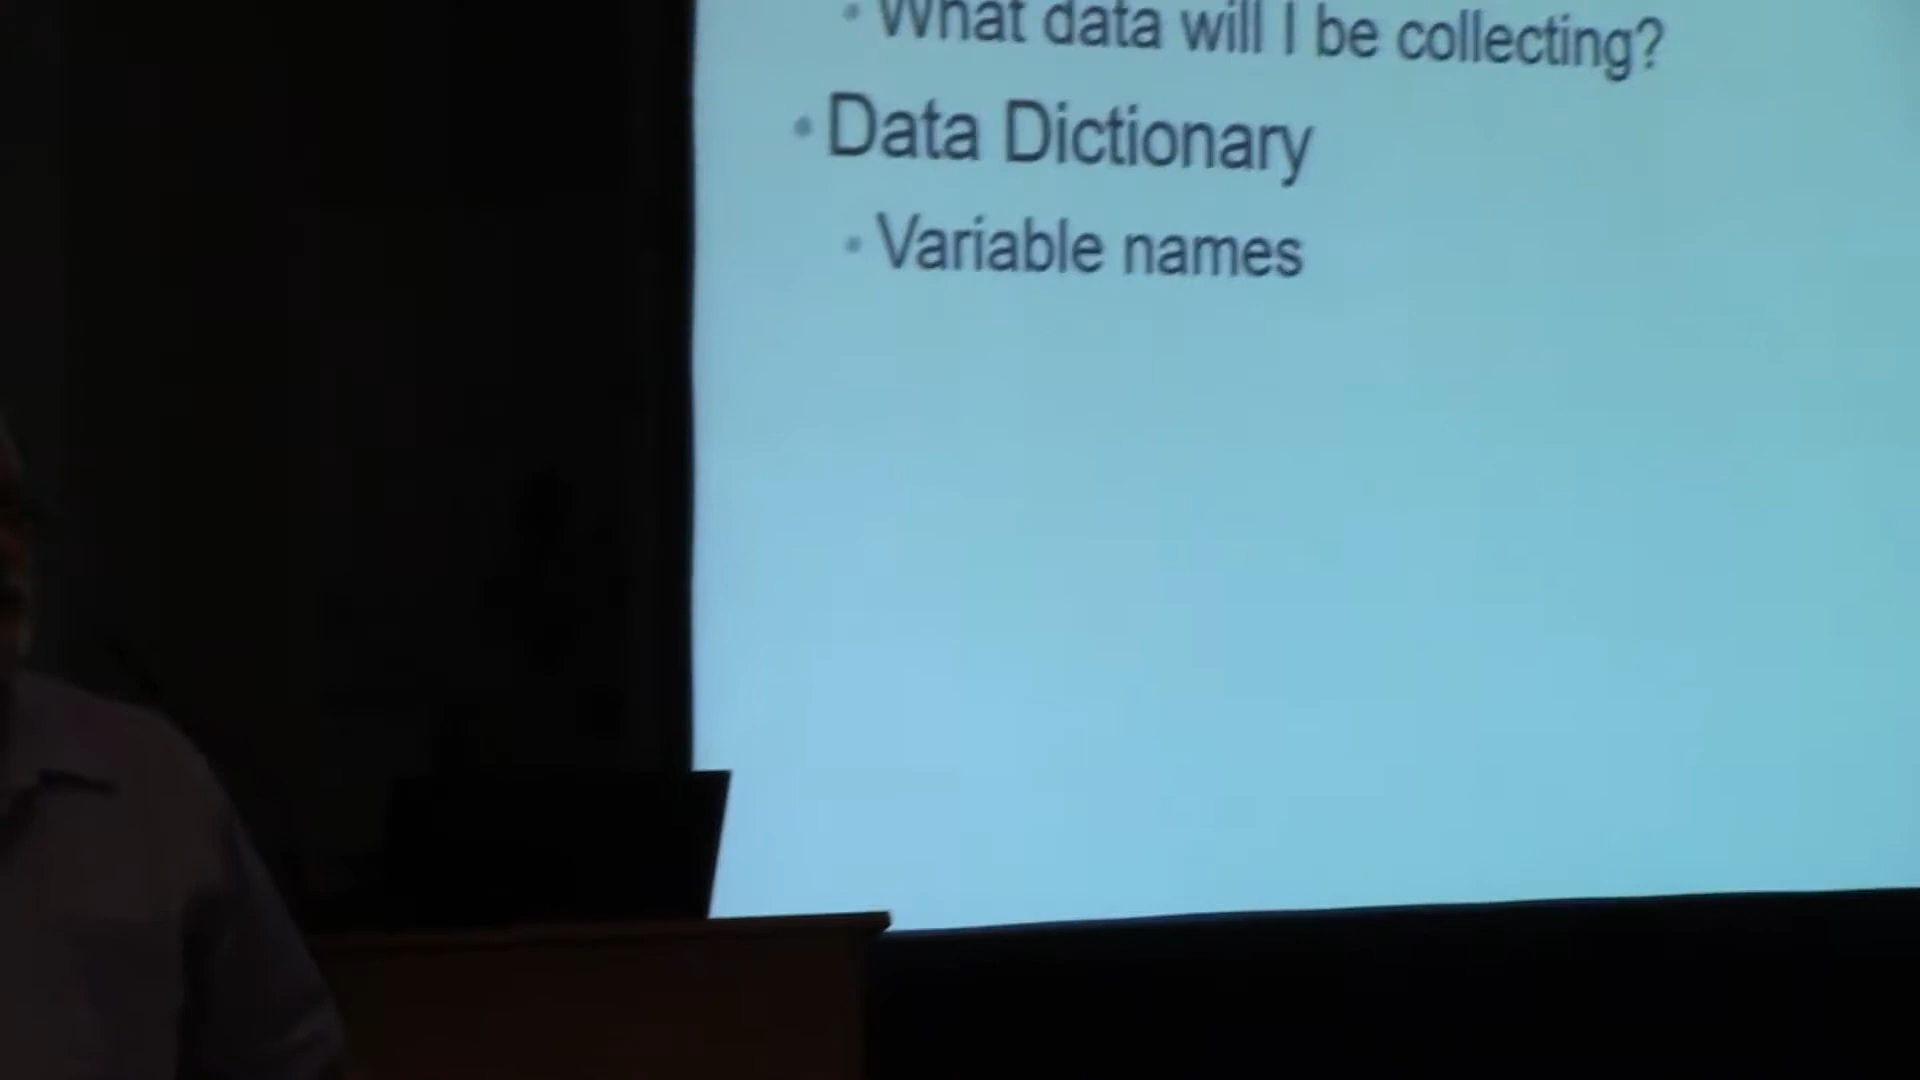 • What data will I be collecting?
• Data Dictionary
• Variable names